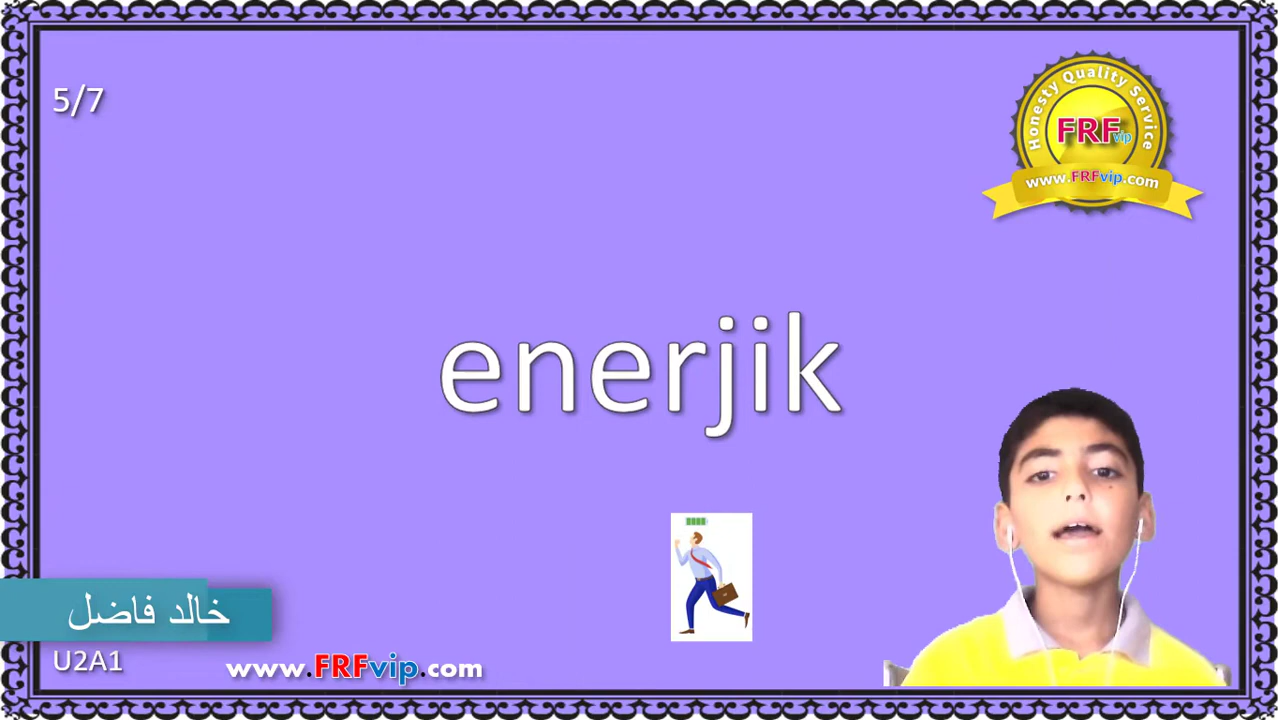 5/7
Honesty Quality Service
FRFvip
www.FRFvip.com
enerjik
خالد فاضل
U2A1
www.FRFvip.com